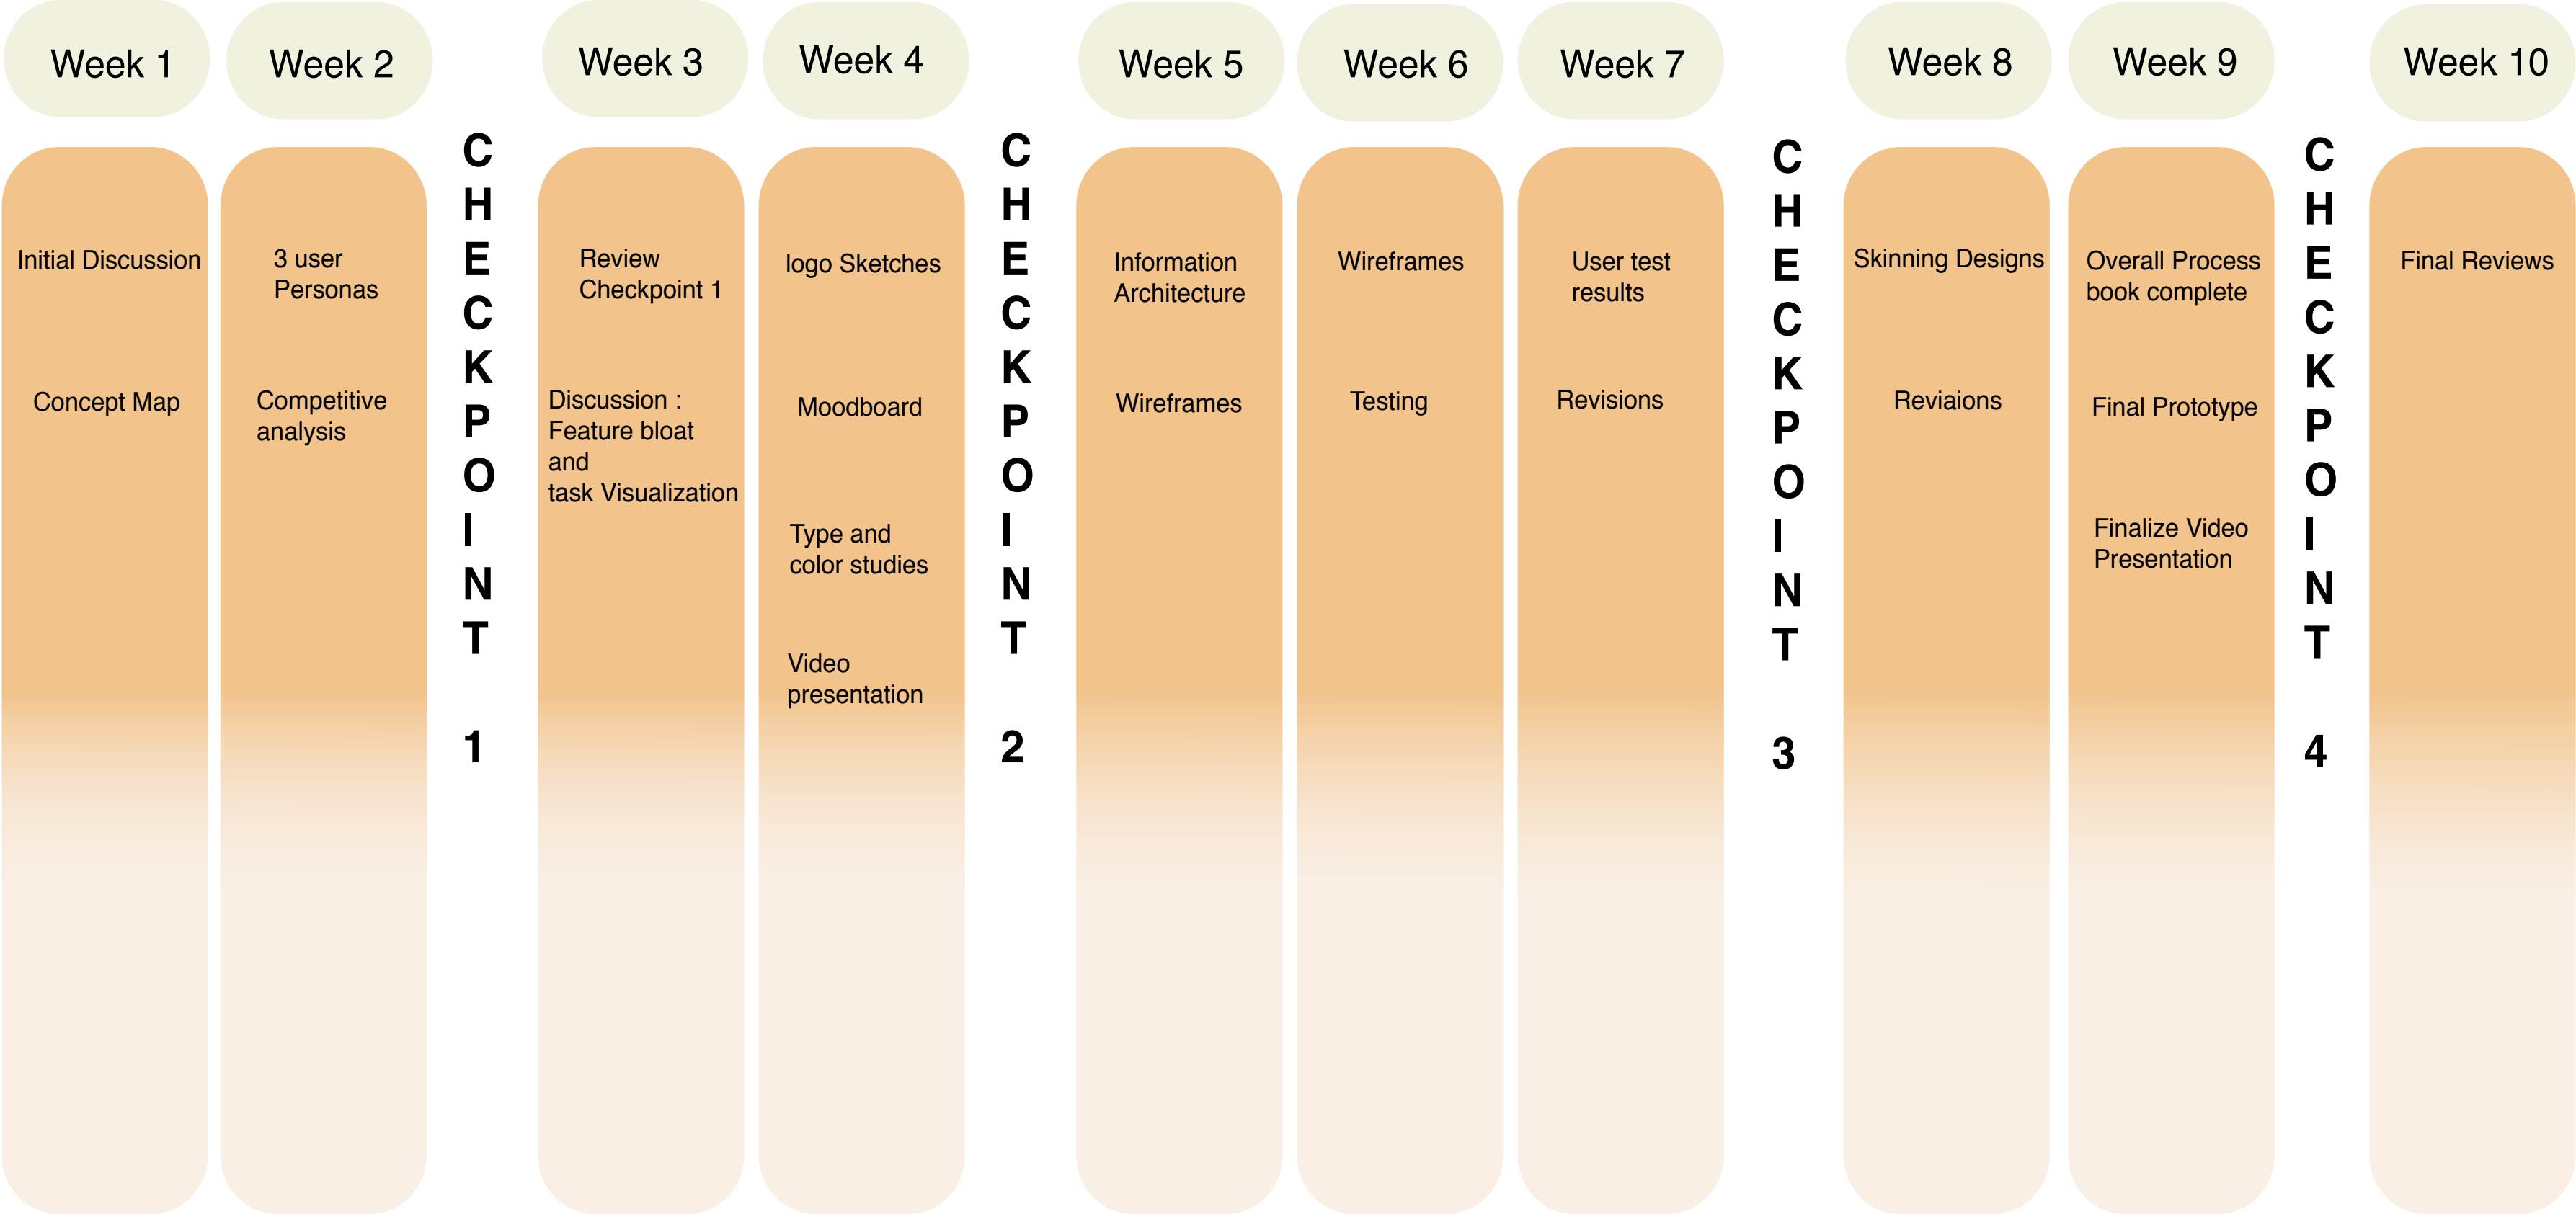 Week 1
Initial Discussion
Concept Map
Week 2
3 user
Personas
Competitive
analysis
CHECKPOINT 1
Week 3
Review
Checkpoint 1
Discussion :
Feature bloat
and
task Visualization
Week 4
logo Sketches
Moodboard
Type and
color studies
Video
presentation
CHECKPOINT 2
Week 5
Information
Architecture
Wireframes
Week 6
Wireframes
Testing
Week 7
User test
results
Revisions
CHECKPOINT 3
Week 8
Skinning Designs
Reviaions
Week 9
Overall Process
book complete
Final Prototype
Finalize Video
Presentation
CHECKPOINT 4
Week 10
Final Reviews